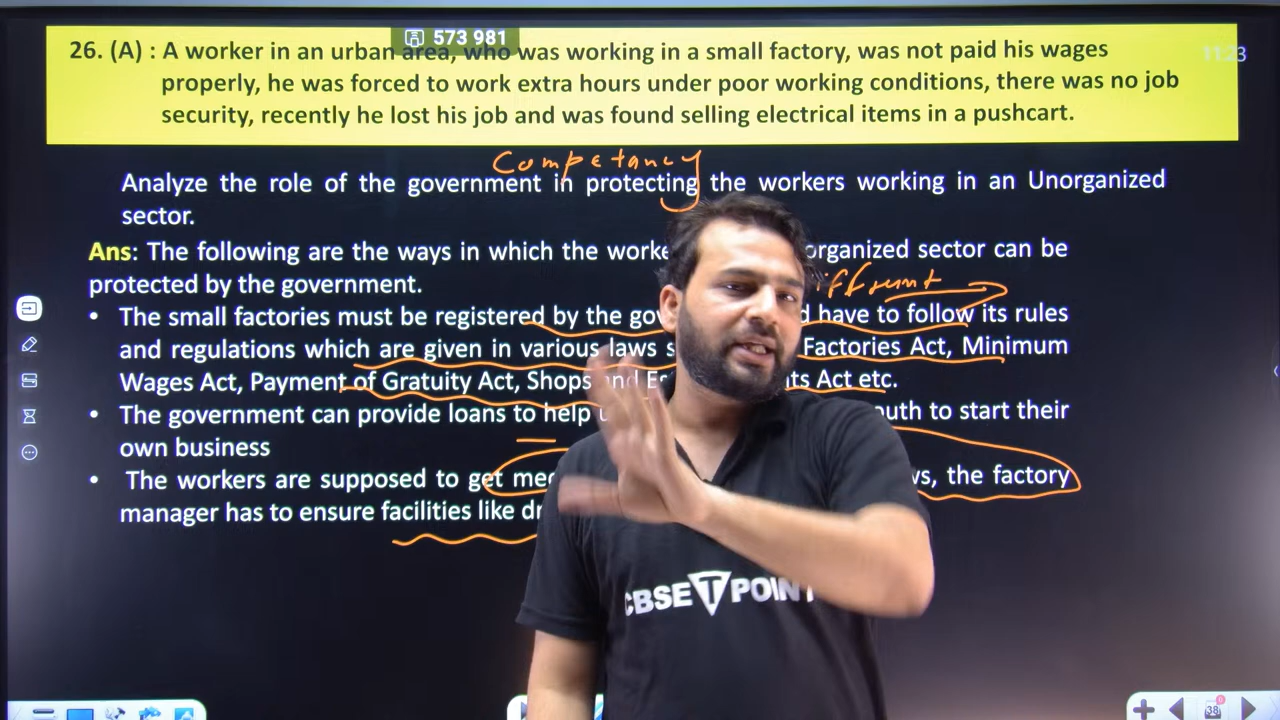 573 981
26. (A) : A worker in an urban area, who was working in a small factory, was not paid his wages
11:23
properly, he was forced to work extra hours under poor working conditions, there was no job
security, recently he lost his job and was found selling electrical items in a pushcart.
Competancy
Analyze the role of the government in protecting the workers working in an Unorganized
sector.
Ans: The following are the ways in which the worke organized sector can be
protected by the government.
ifferent
The small factories must be registered by the gov d have to follow its rules
and regulations which are given in various laws s Factories Act, Minimum
Wages Act, Payment of Gratuity Act, Shops and Es ts Act etc.
• The government can provide loans to help u outh to start their
own business
• The workers are supposed to get med ws, the factory
manager has to ensure facilities like dr
CBSE POINT
38